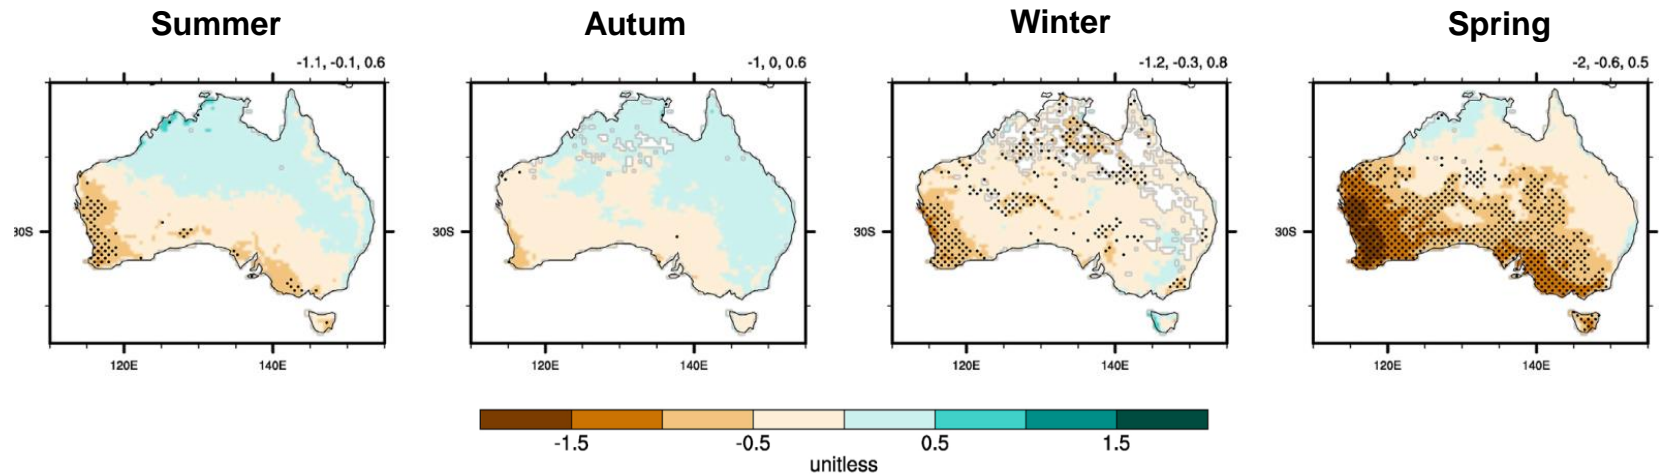 Summer Autum Winter Spring
-1.1, -0.1, 0.6 -1, 0, 0.6 -1.2, -0.3, 0.8 -2, -0.6, 0.5
30S 30S 30S 30S
120E 140E 120E 140E 120E 140E 120E 140E
-1.5 -0.5 0.5 1.5
unitless